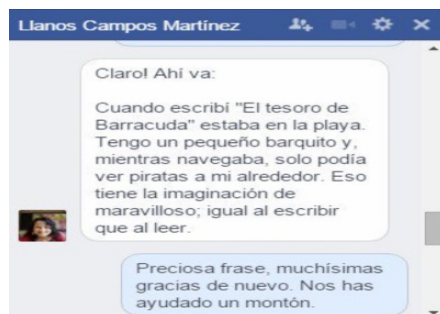 Llanos Campos Martínez
Claro! Ahí va:
Cuando escribí "El tesoro de
Barracuda" estaba en la playa.
Tengo un pequeño barquito y,
mientras navegaba, solo podía
ver piratas a mi alrededor. Eso
tiene la imaginación de
maravilloso; igual al escribir
que al leer.
Preciosa frase, muchísimas
gracias de nuevo. Nos has
ayudado un montón.